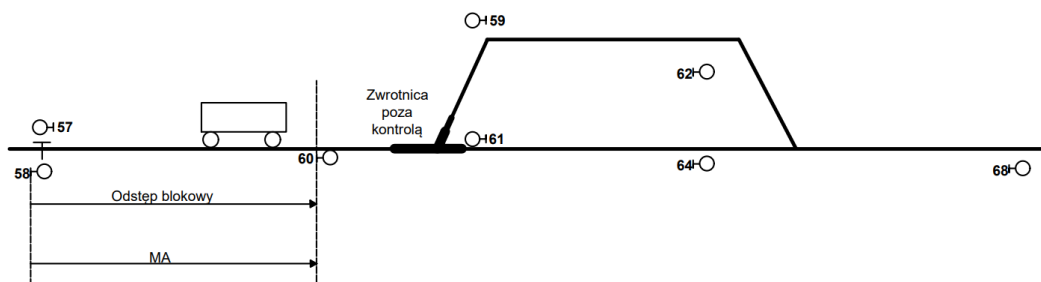 59
Zwrotnica
poza
kontrolą
62
57
61
60
64
58
68
Odstęp blokowy
MA